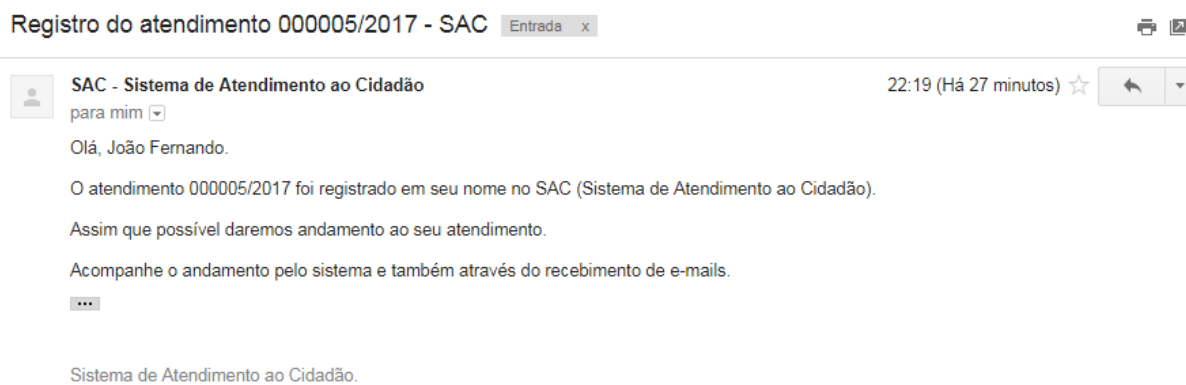 Registro do atendimento 000005/2017 - SAC Entrada x
SAC - Sistema de Atendimento ao Cidadão 22:19 (Há 27 minutos)
para mim
Olá, João Fernando.
O atendimento 000005/2017 foi registrado em seu nome no SAC (Sistema de Atendimento ao Cidadão).
Assim que possível daremos andamento ao seu atendimento.
Acompanhe o andamento pelo sistema e também através do recebimento de e-mails.
...
Sistema de Atendimento ao Cidadão.